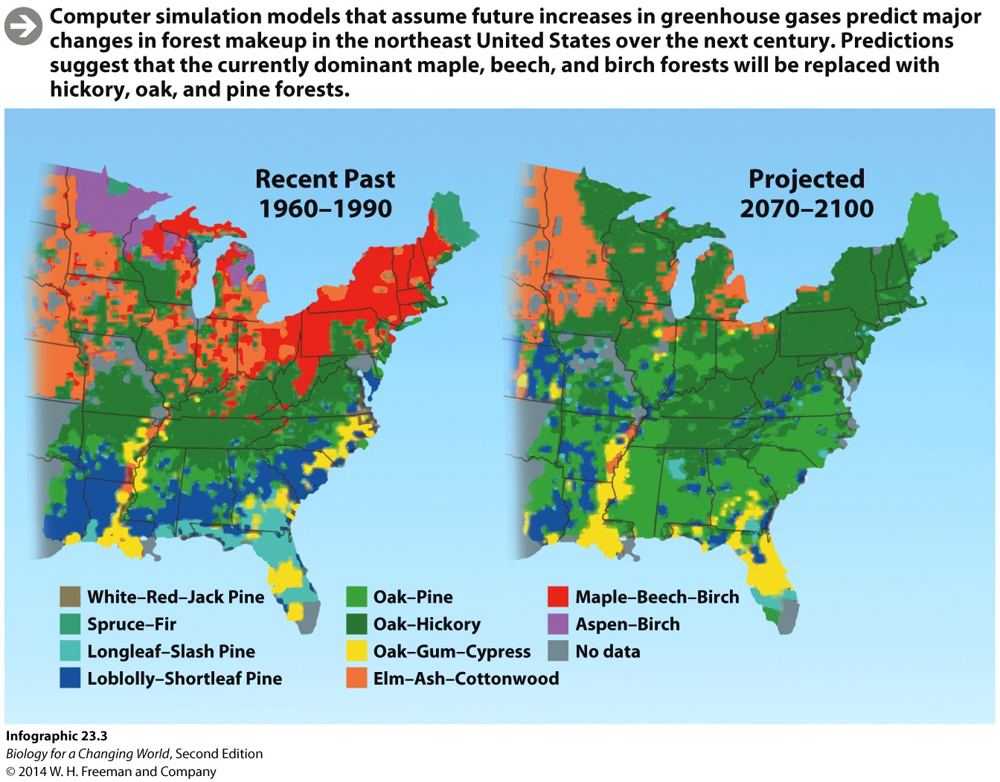 Computer simulation models that assume future increases in greenhouse gases predict major
changes in forest makeup in the northeast United States over the next century. Predictions
suggest that the currently dominant maple, beech, and birch forests will be replaced with
hickory, oak, and pine forests.
Recent Past
1960–1990
Projected
2070–2100
White–Red–Jack Pine
Spruce–Fir
Longleaf–Slash Pine
Loblolly–Shortleaf Pine
Oak–Pine
Oak–Hickory
Oak–Gum–Cypress
Elm–Ash–Cottonwood
Maple–Beech–Birch
Aspen–Birch
No data
Infographic 23.3
Biology for a Changing World, Second Edition
© 2014 W. H. Freeman and Company